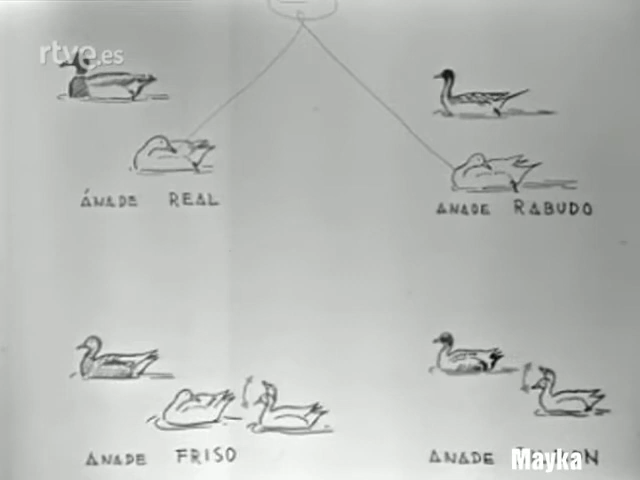 rtve.es
ÁNADE REAL
ANADE RABUDO
ANADE FRISO
ANADE
Mayka